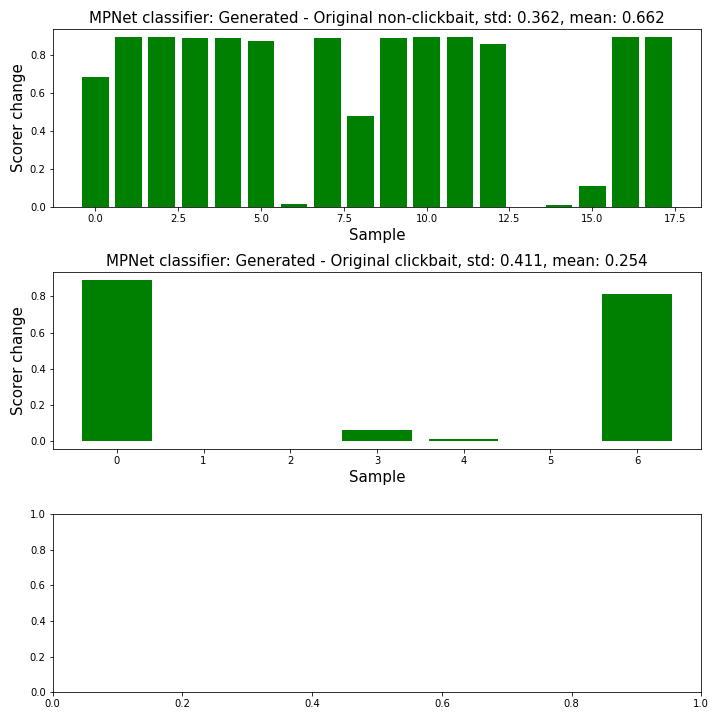 MPNet classifier: Generated - Original non-clickbait, std: 0.362, mean: 0.662
Scorer change
0.8
0.6
0.4
0.2
0.0
0.0 2.5 5.0 7.5 10.0 12.5 15.0 17.5
Sample
MPNet classifier: Generated - Original clickbait, std: 0.411, mean: 0.254
Scorer change
0.8
0.6
0.4
0.2
0.0
0 1 2 3 4 5 6
Sample
1.0
0.8
0.6
0.4
0.2
0.0
0.0 0.2 0.4 0.6 0.8 1.0